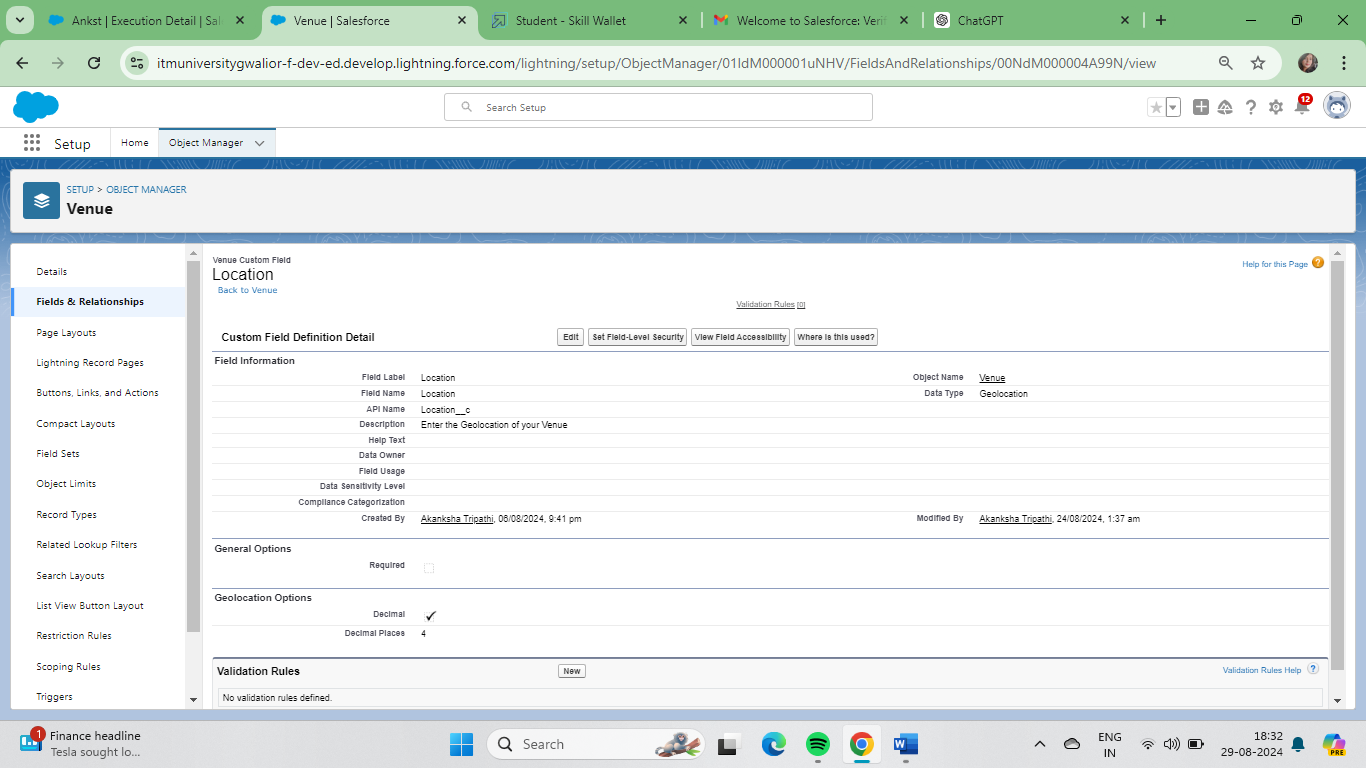 Ankst | Execution Detail | Sal
Venue | Salesforce
Student - Skill Wallet
Welcome to Salesforce: Verif
ChatGPT
itmuniversitygwalior-f-dev-ed.develop.lightning.force.com/lightning/setup/ObjectManager/01IdM000001uNHV/FieldsAndRelationships/00NdM000004A99N/view
Search Setup
12
Setup
Home
Object Manager
SETUP > OBJECT MANAGER
Venue
Details
Fields & Relationships
Page Layouts
Lightning Record Pages
Buttons, Links, and Actions
Compact Layouts
Field Sets
Object Limits
Record Types
Related Lookup Filters
Search Layouts
List View Button Layout
Restriction Rules
Scoping Rules
Triggers
Venue Custom Field
Location
Back to Venue
Help for this Page
Validation Rules [0]
Custom Field Definition Detail
Edit
Set Field-Level Security
View Field Accessibility
Where is this used?
Field Information
Field Label Location Object Name Venue
Field Name Location Data Type Geolocation
API Name Location__c
Description Enter the Geolocation of your Venue
Help Text
Data Owner
Field Usage
Data Sensitivity Level
Compliance Categorization
Created By Akanksha Tripathi, 06/08/2024, 9:41 pm Modified By Akanksha Tripathi, 24/08/2024, 1:37 am
General Options
Required
Geolocation Options
Decimal
Decimal Places 4
Validation Rules
New
Validation Rules Help
No validation rules defined.
1
Finance headline
Tesla sought lo...
Search
ENG
IN
18:32
29-08-2024
PRE